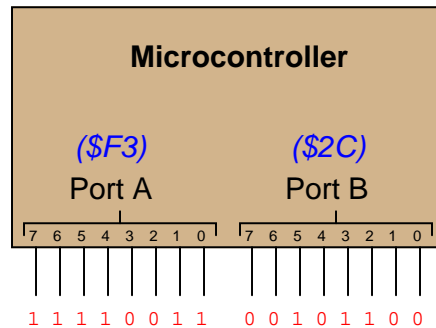 Microcontroller
($F3) ($2C)
Port A Port B
7 6 5 4 3 2 1 0 7 6 5 4 3 2 1 0
1 1 1 1 0 0 1 1 0 0 1 0 1 1 0 0